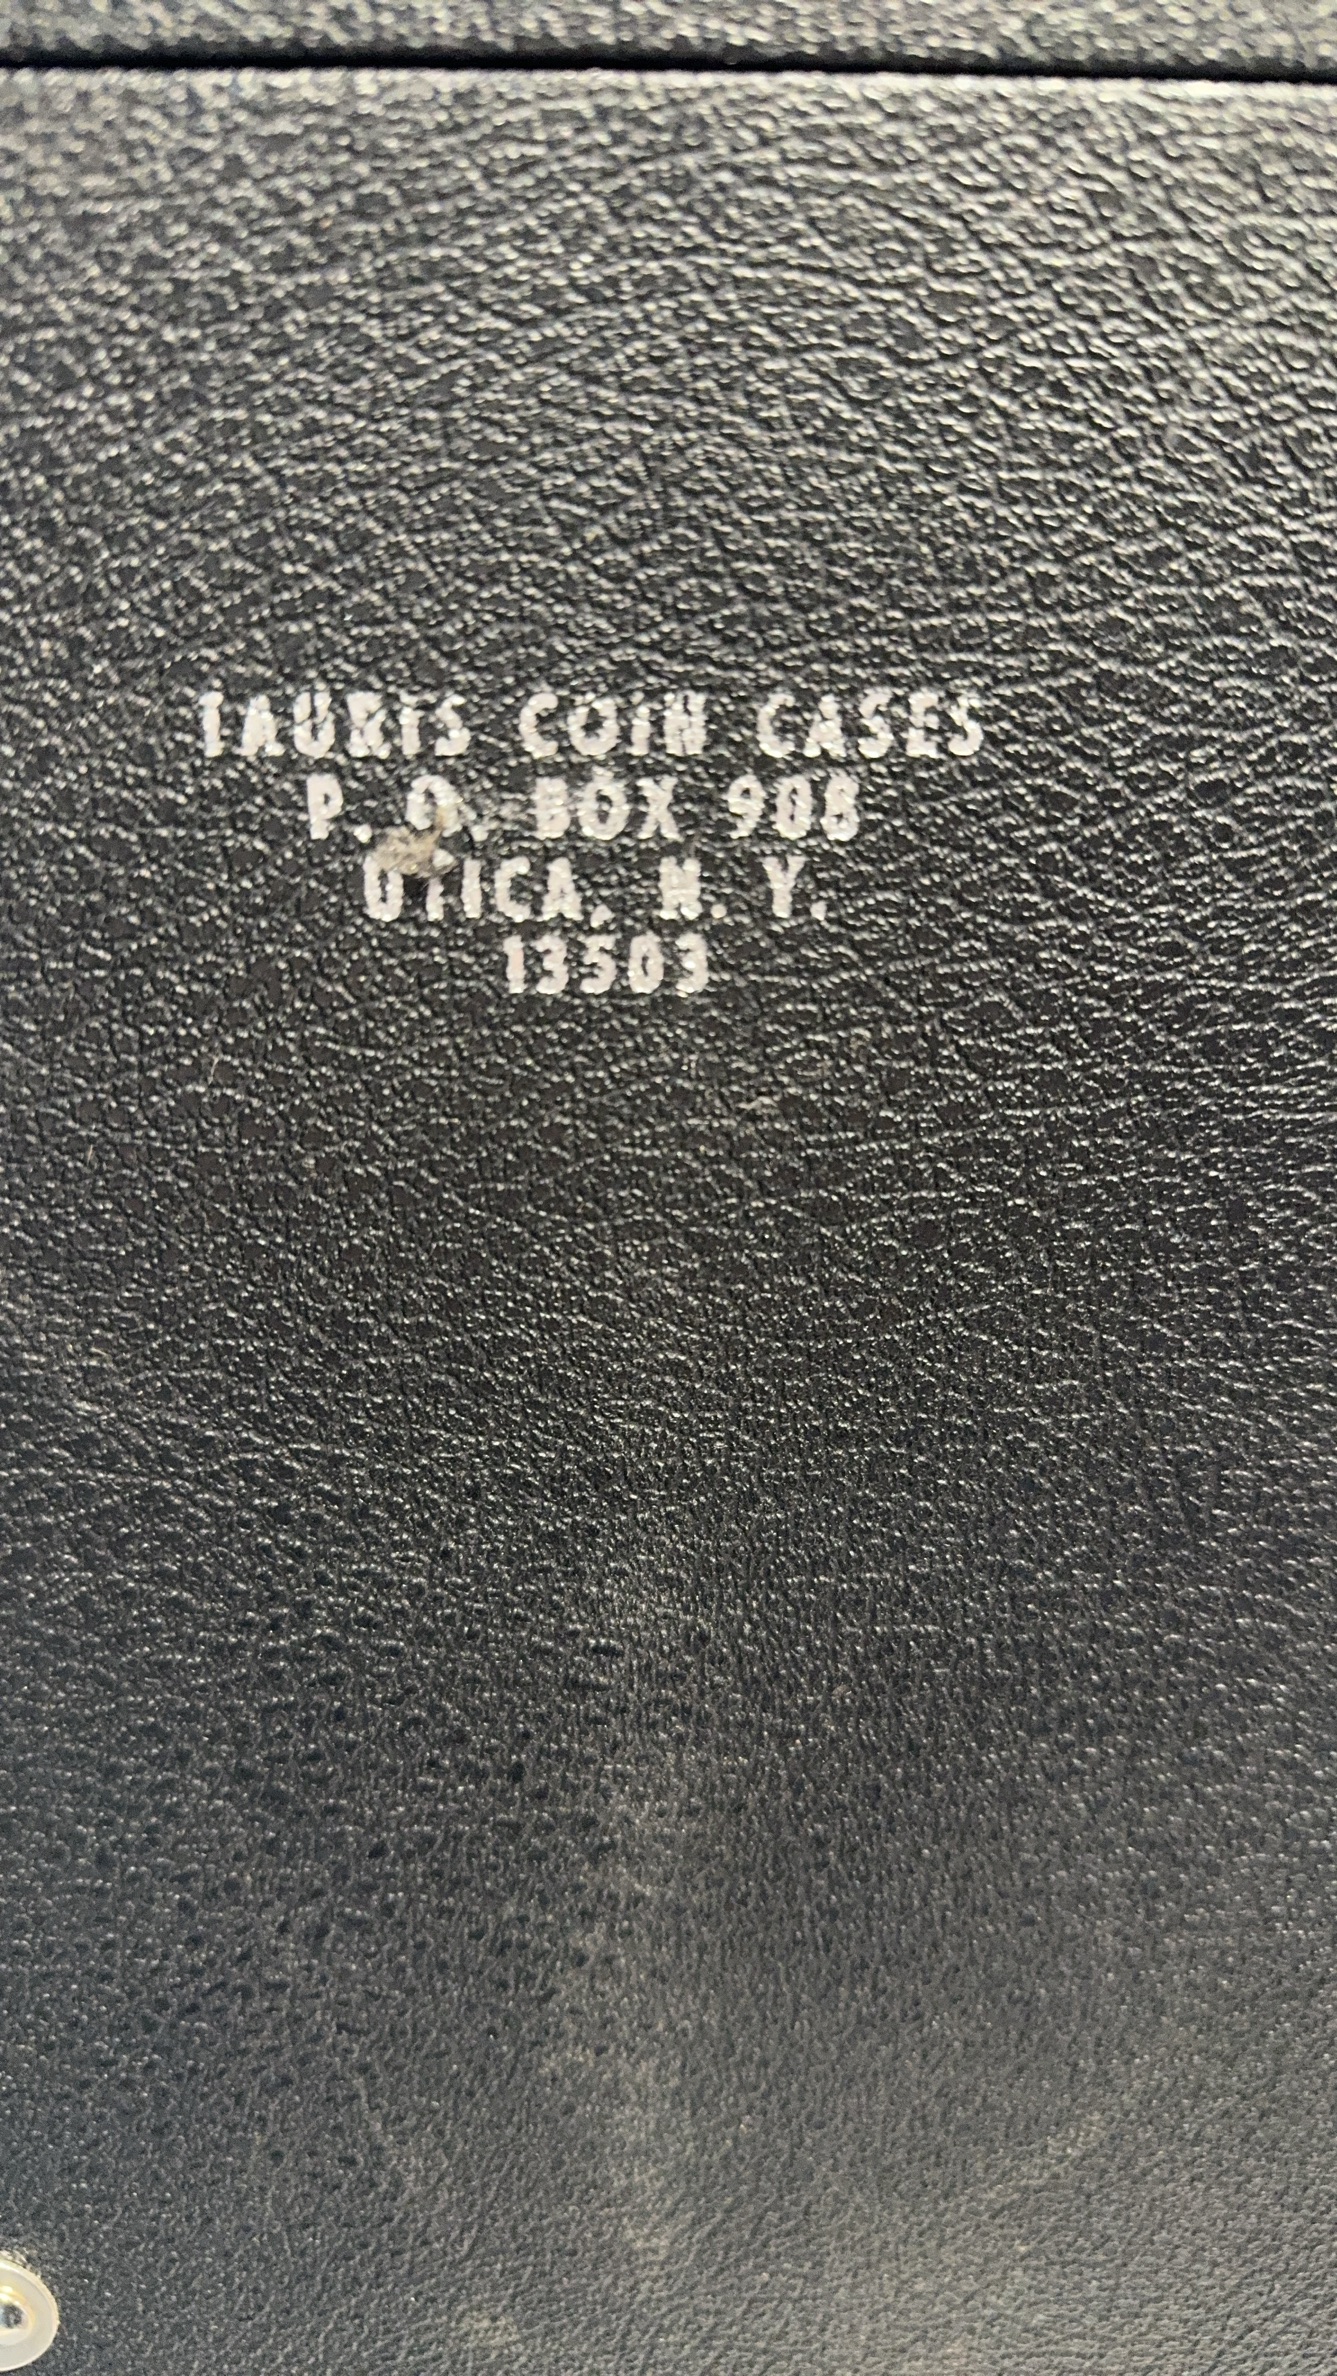 TAURIS COIN CASES
P. O. BOX 908
UTICA, N. Y.
13503